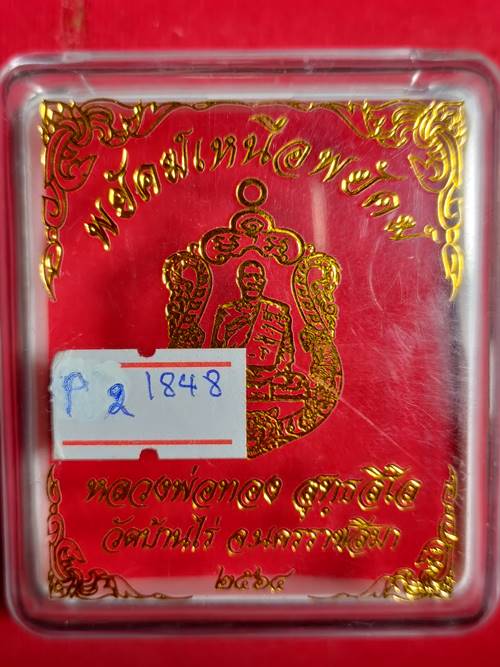 พยัคฆ์เหนือพยัคฆ์
P 2 1848
หลวงพ่อทอง สุทธสีโล
วัดบ้านไร่ จ.นครราชสีมา
๒๕๖๔